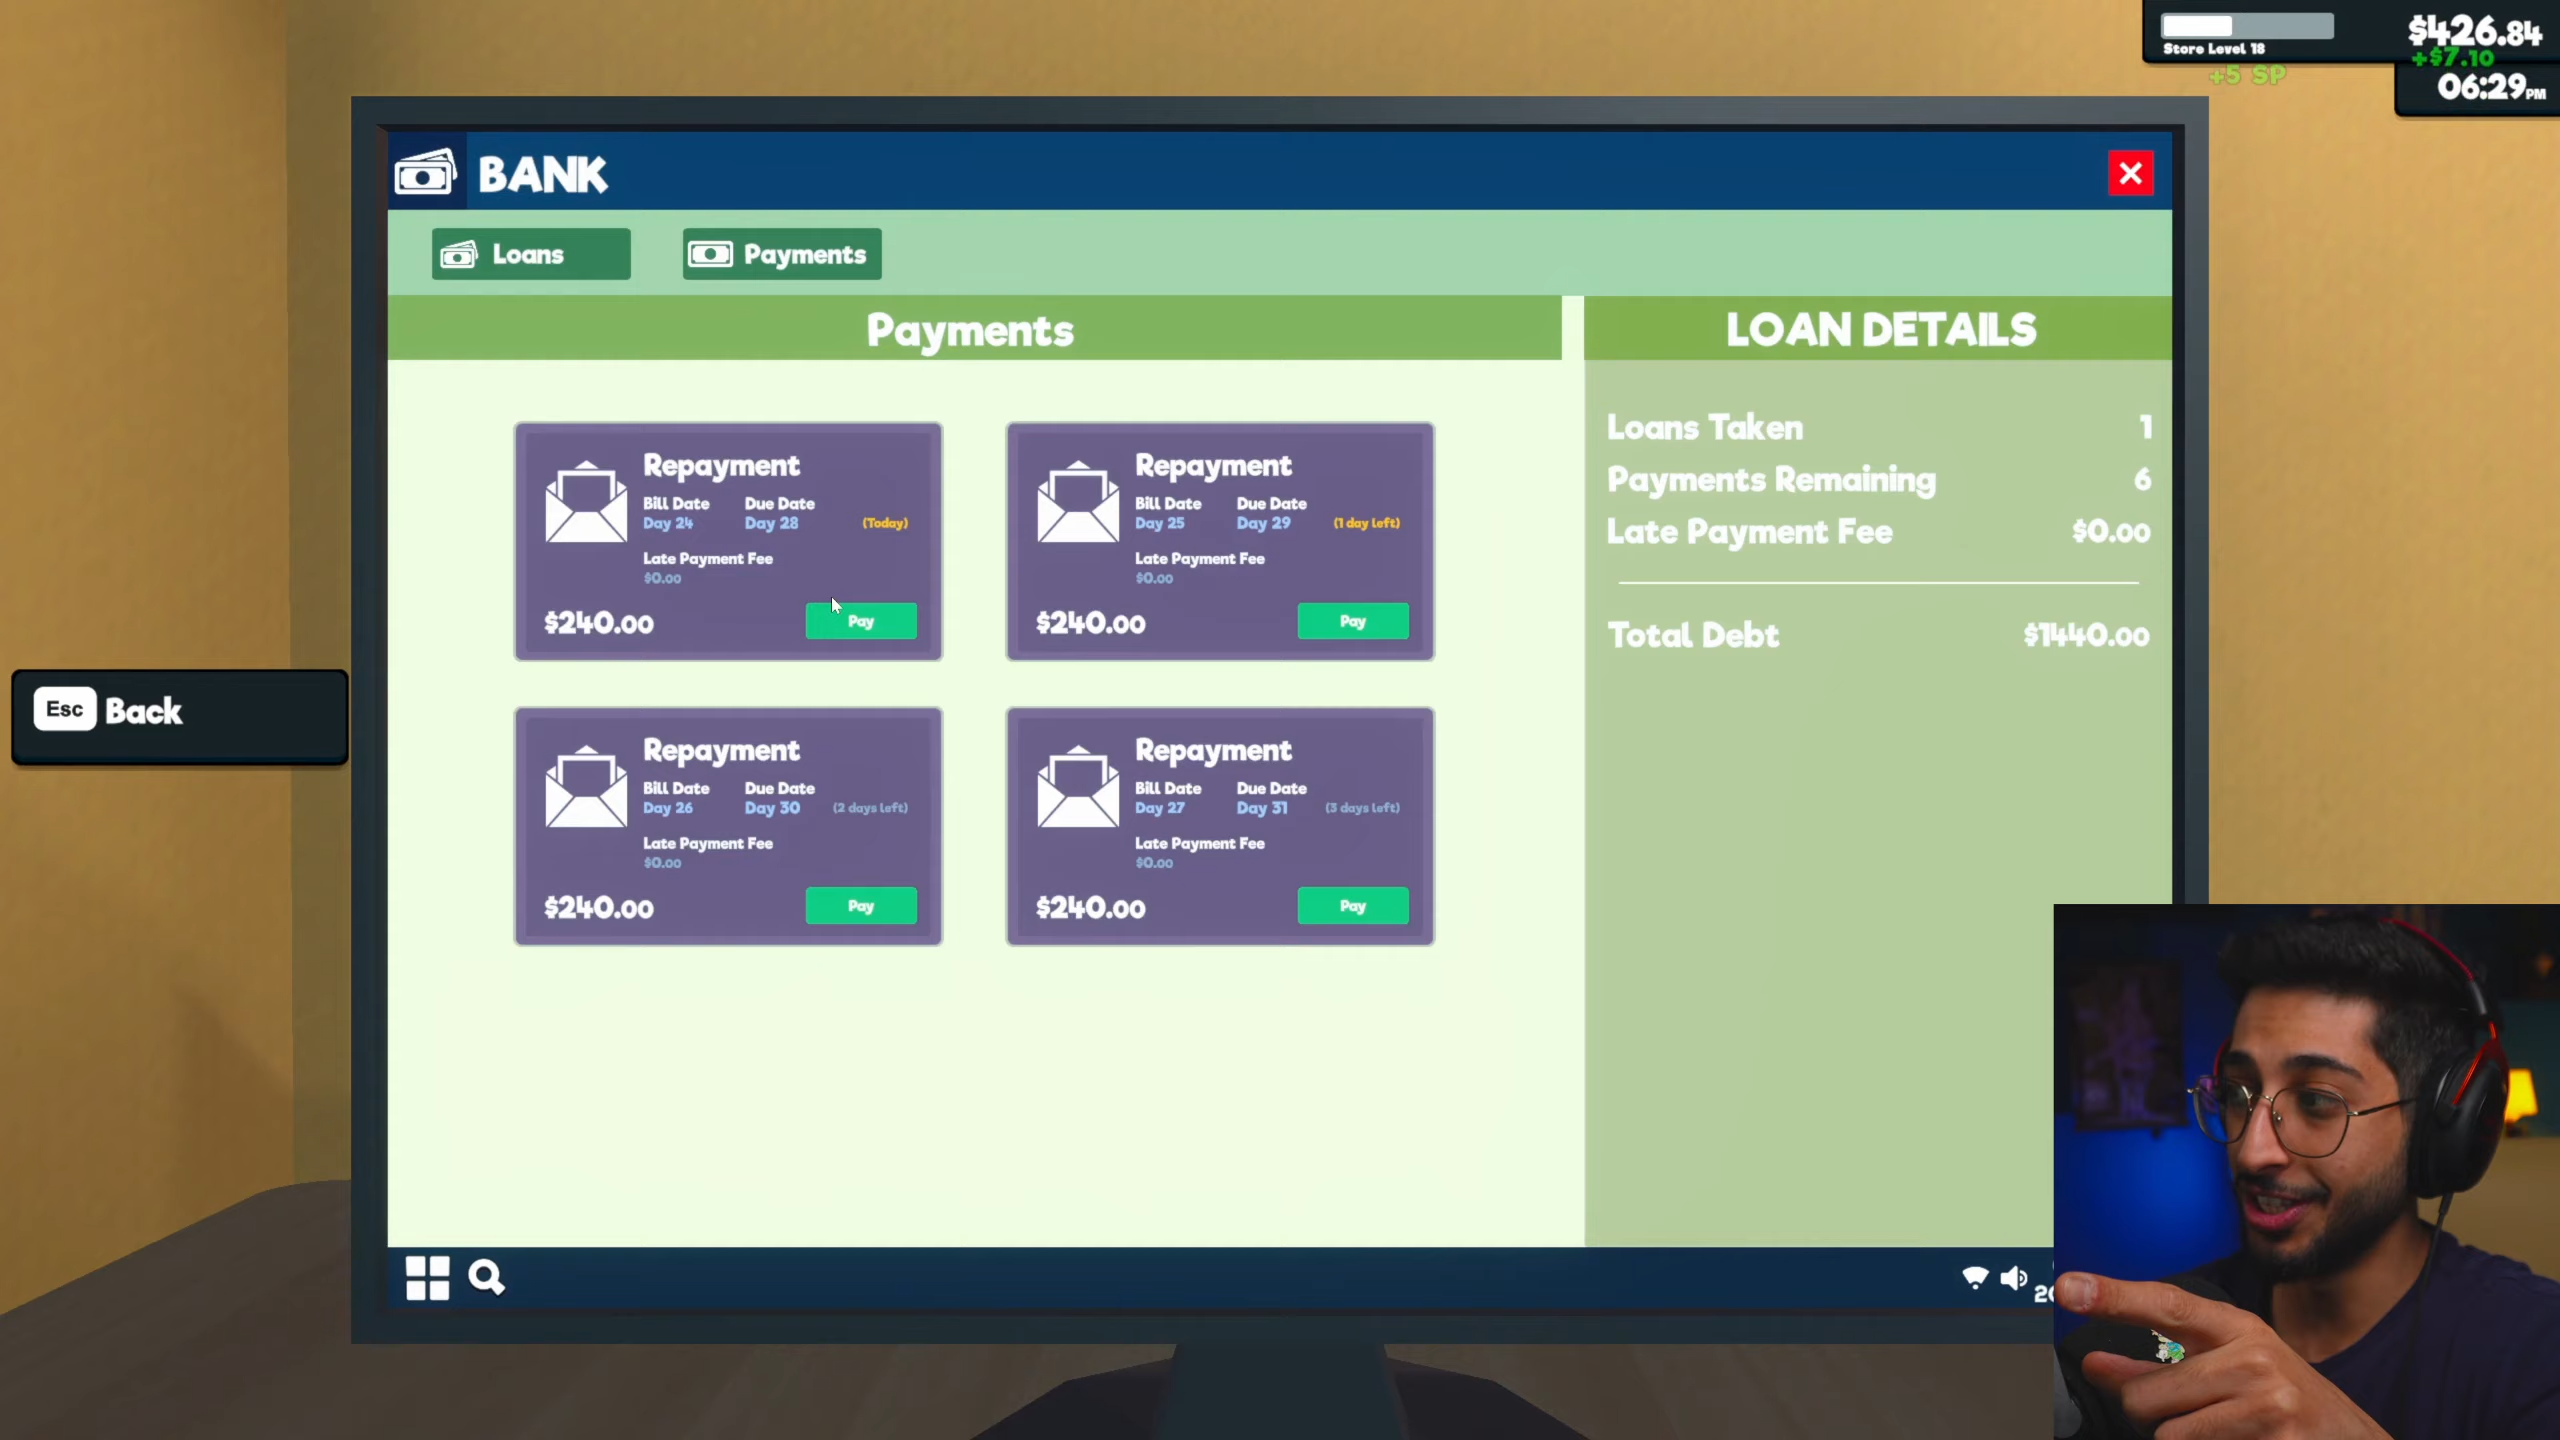 $426.84
Store Level 18
+$7.10
+5 SP
06:29PM
BANK
Loans
Payments
Payments
LOAN DETAILS
Repayment
Bill Date Due Date
Day 24 Day 28 (Today)
Late Payment Fee
$0.00
$240.00 Pay
Repayment
Bill Date Due Date
Day 25 Day 29 (1 day left)
Late Payment Fee
$0.00
$240.00 Pay
Repayment
Bill Date Due Date
Day 26 Day 30 (2 days left)
Late Payment Fee
$0.00
$240.00 Pay
Repayment
Bill Date Due Date
Day 27 Day 31 (3 days left)
Late Payment Fee
$0.00
$240.00 Pay
Loans Taken 1
Payments Remaining 6
Late Payment Fee $0.00
Total Debt $1440.00
Esc Back